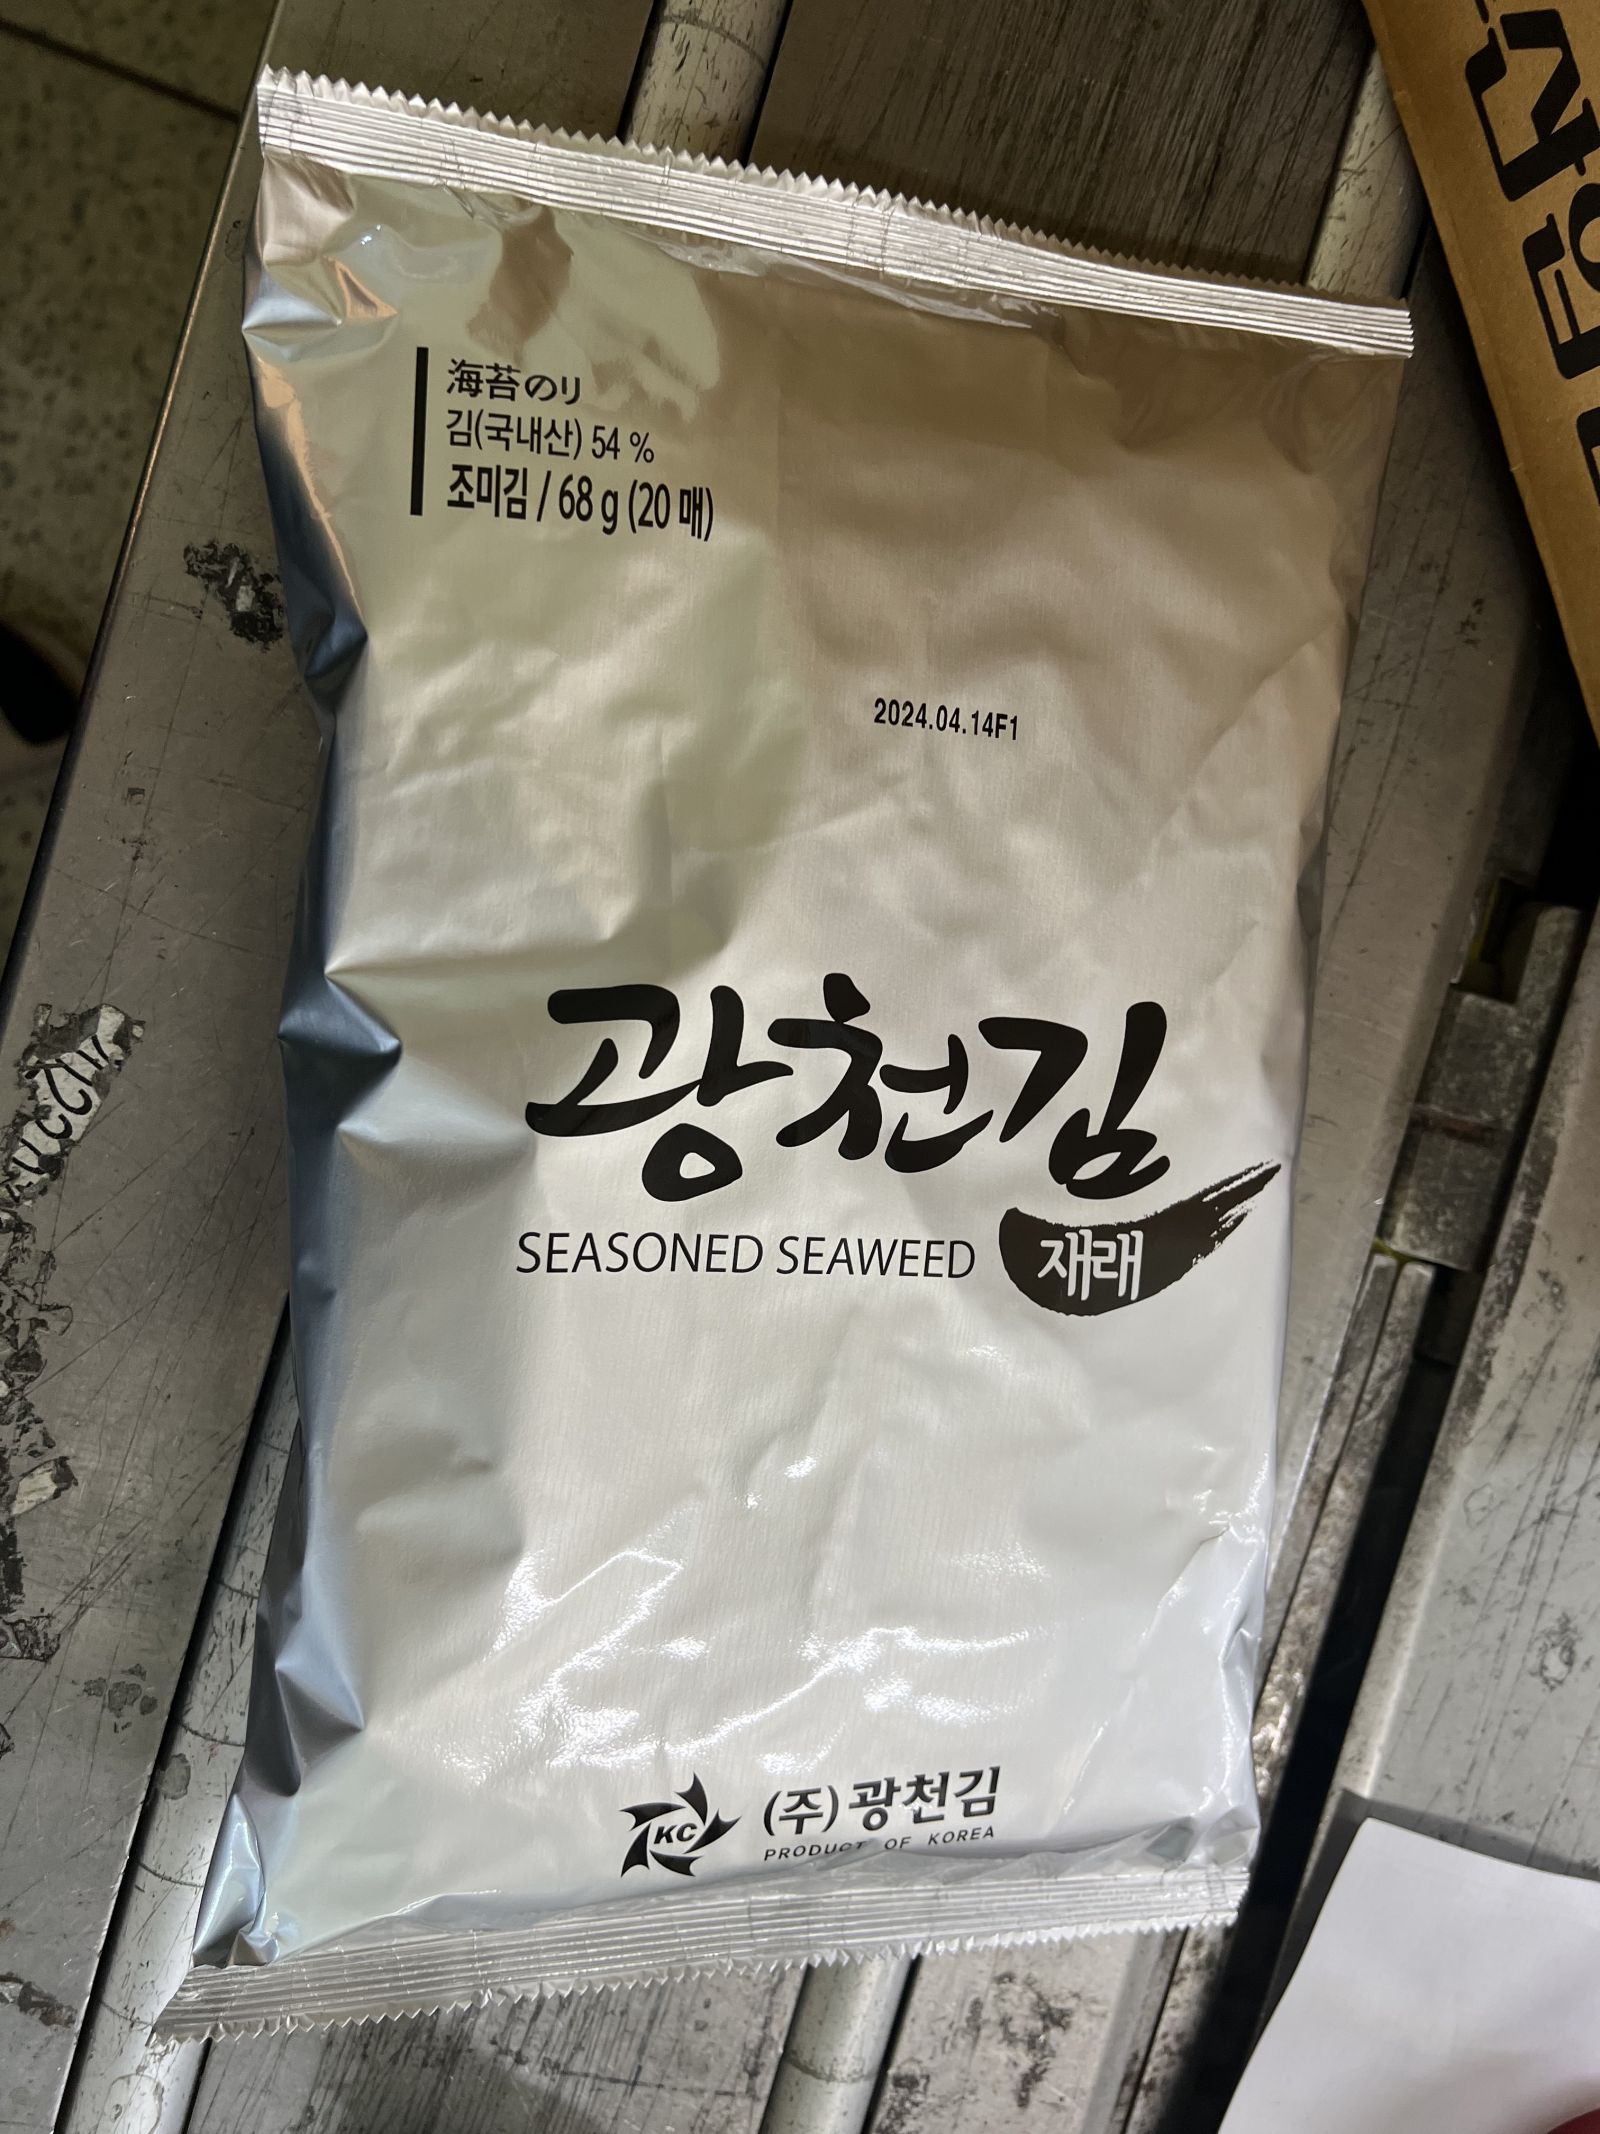 海苔のり
김(국내산) 54 %
조미김 / 68 g (20 매)
2024.04.14F1
광천김
SEASONED SEAWEED
재래
KC
(주)광천김
PRODUCT OF KOREA